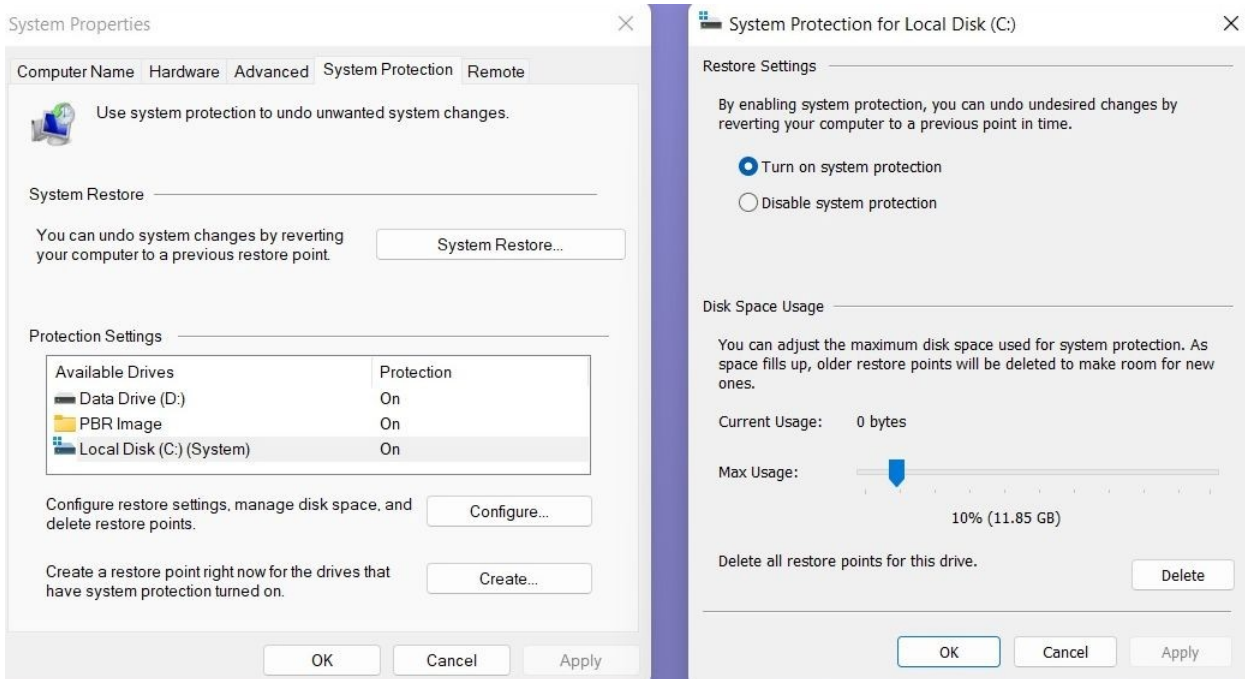 System Properties
Computer Name Hardware Advanced System Protection Remote
Use system protection to undo unwanted system changes.
System Restore
You can undo system changes by reverting
your computer to a previous restore point.
System Restore...
Protection Settings
Available Drives Protection
Data Drive (D:) On
PBR Image On
Local Disk (C:) (System) On
Configure restore settings, manage disk space, and
delete restore points.
Configure...
Create a restore point right now for the drives that
have system protection turned on.
Create...
OK Cancel Apply
System Protection for Local Disk (C:)
Restore Settings
By enabling system protection, you can undo undesired changes by
reverting your computer to a previous point in time.
Turn on system protection
Disable system protection
Disk Space Usage
You can adjust the maximum disk space used for system protection. As
space fills up, older restore points will be deleted to make room for new
ones.
Current Usage: 0 bytes
Max Usage:
10% (11.85 GB)
Delete all restore points for this drive.
Delete
OK Cancel Apply